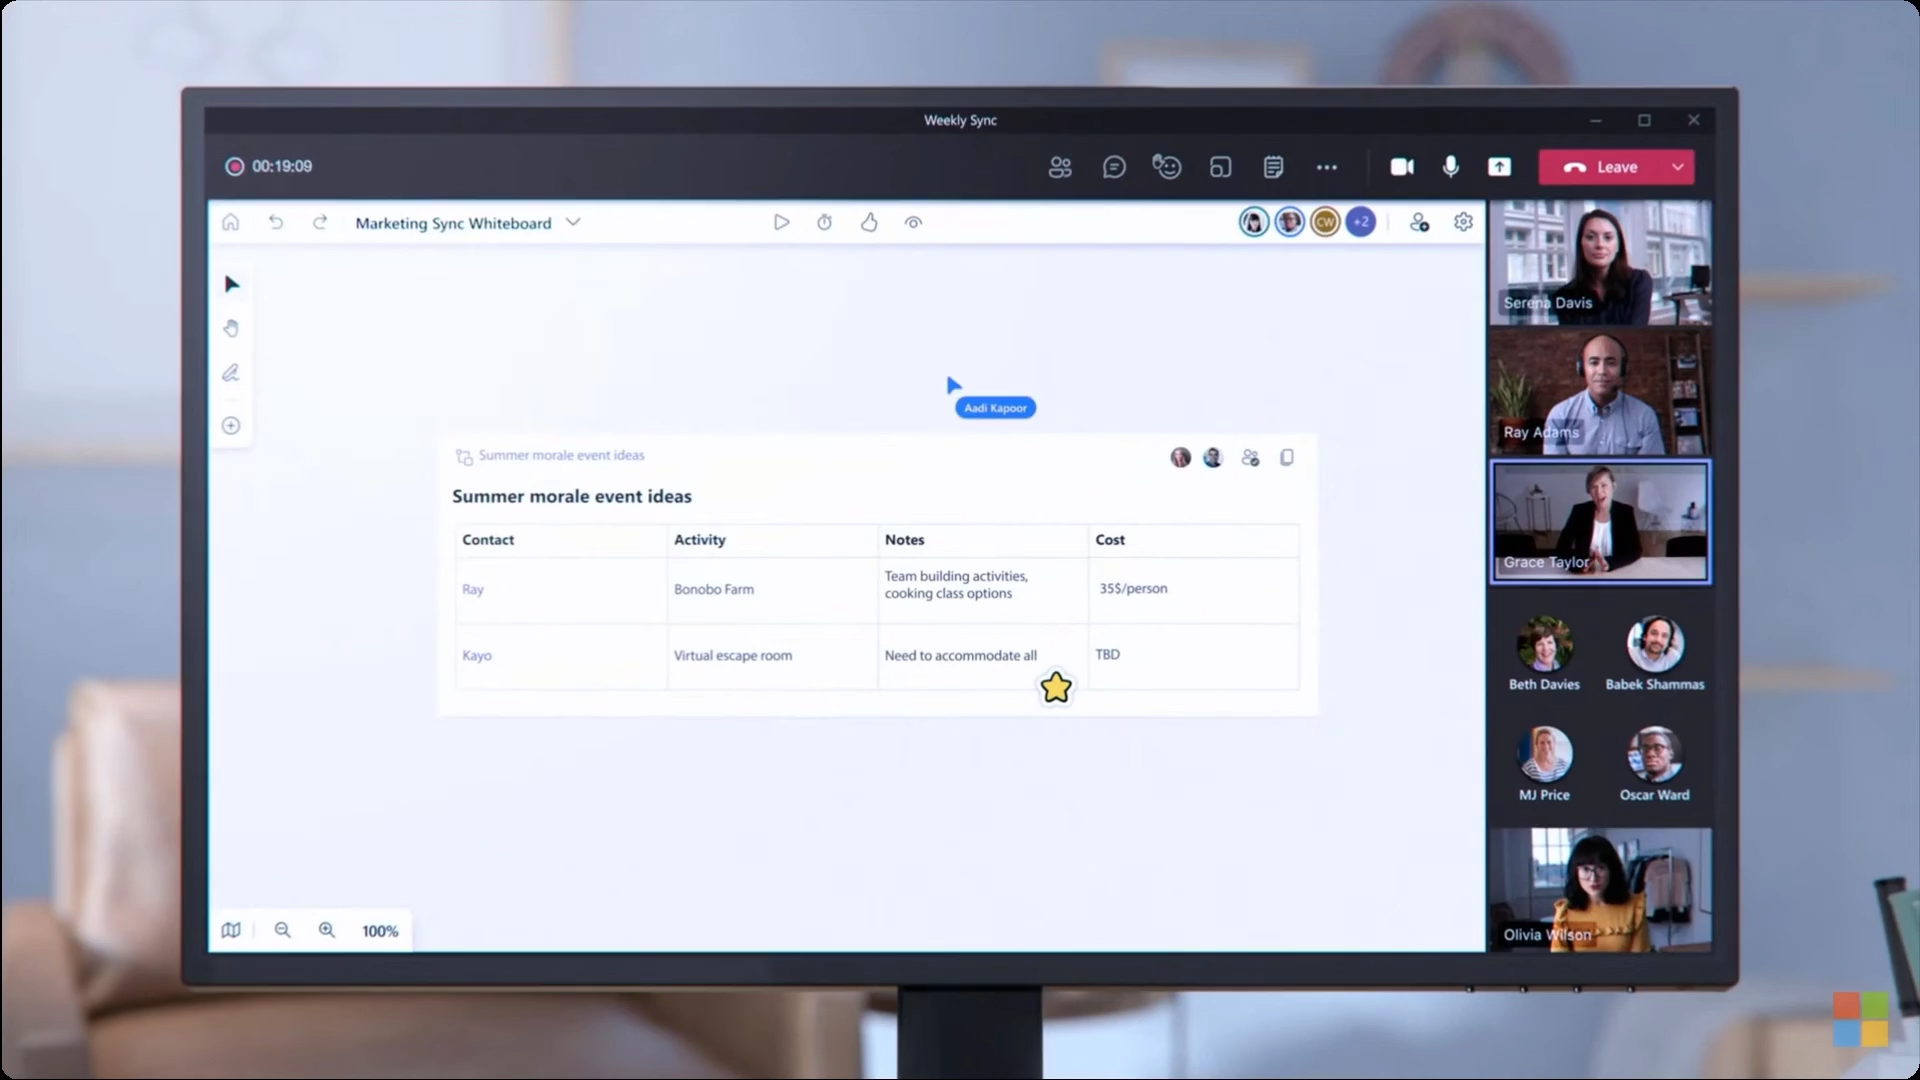 Weekly Sync
00:19:09
Leave
Marketing Sync Whiteboard
CW
+2
Serena Davis
Aadi Kapoor
Ray Adams
Summer morale event ideas
Summer morale event ideas
Contact Activity Notes Cost
Ray Bonobo Farm Team building activities,
cooking class options 35$/person
Kayo Virtual escape room Need to accommodate all TBD
Grace Taylor
Beth Davies Babek Shammas
MJ Price Oscar Ward
Olivia Wilson
100%